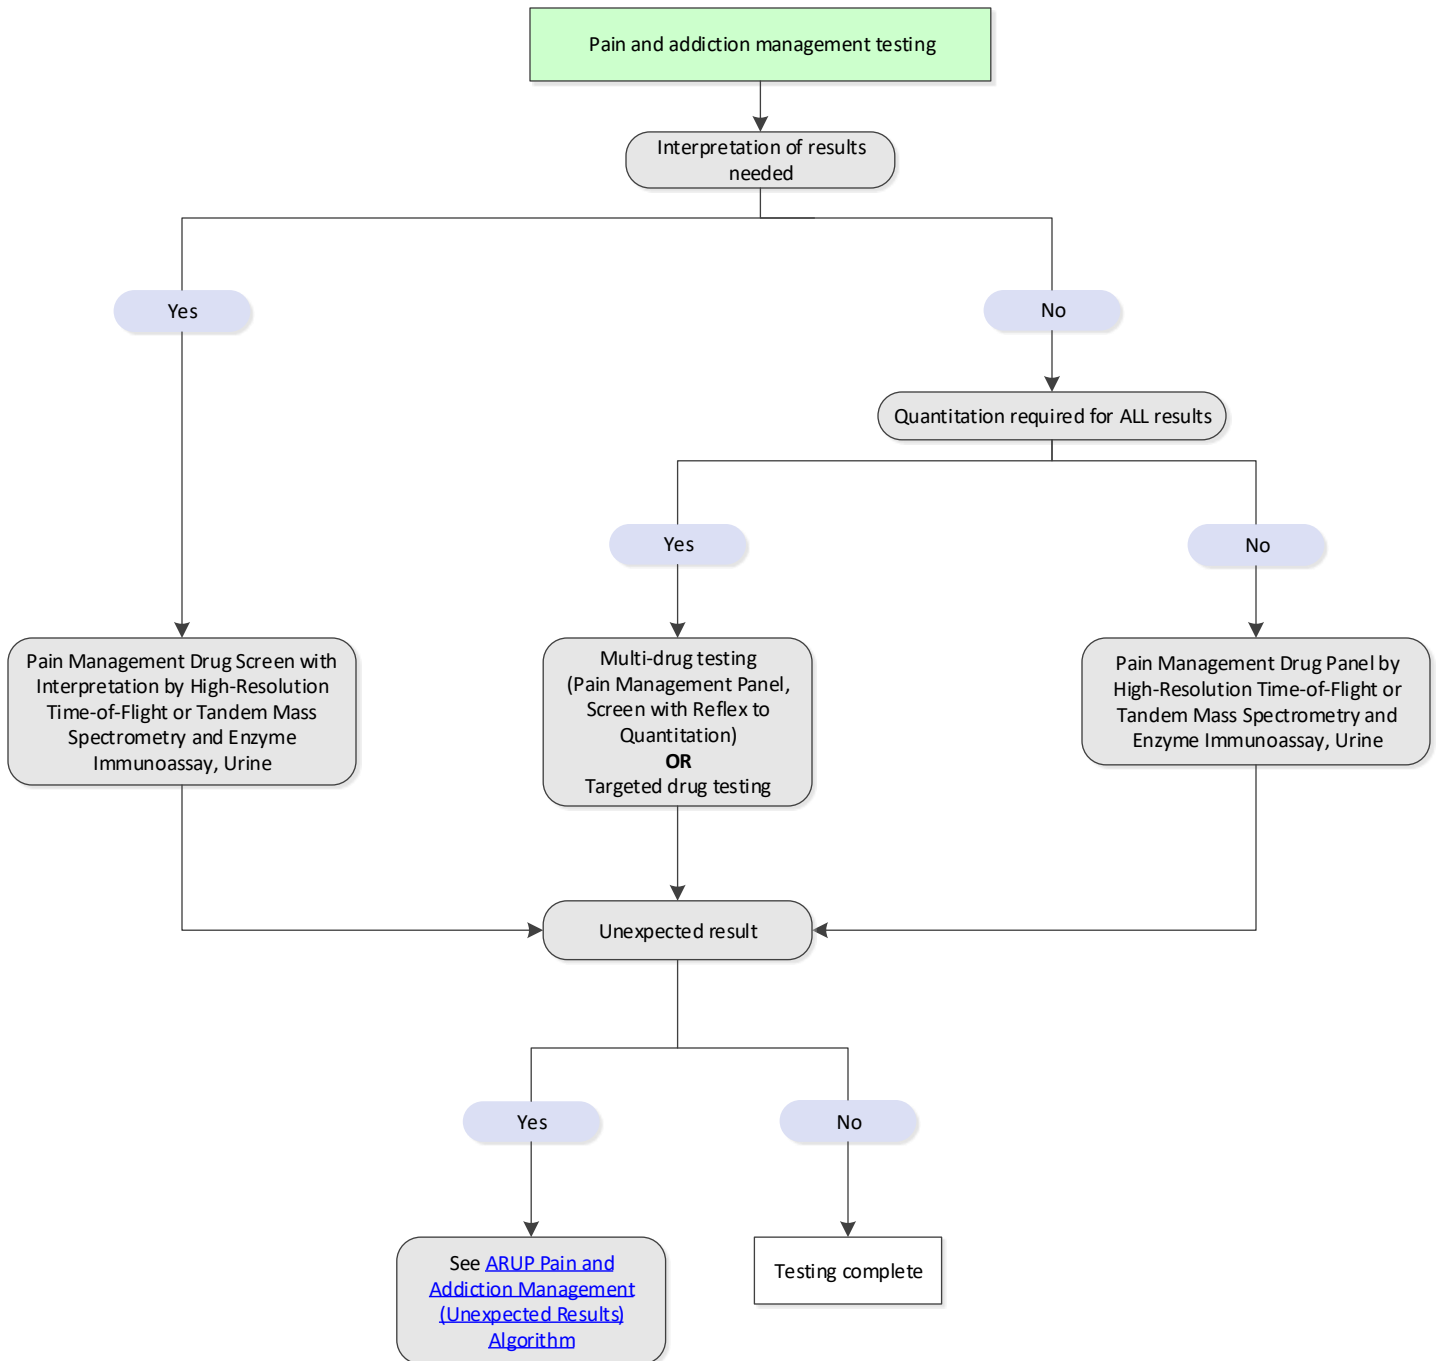 Pain and addiction management testing
Interpretation of results
needed
Yes
No
Quantitation required for ALL results
Yes
No
Pain Management Drug Screen with
Interpretation by High-Resolution
Time-of-Flight or Tandem Mass
Spectrometry and Enzyme
Immunoassay, Urine
Multi-drug testing
(Pain Management Panel,
Screen with Reflex to
Quantitation)
OR
Targeted drug testing
Pain Management Drug Panel by
High-Resolution Time-of-Flight or
Tandem Mass Spectrometry and
Enzyme Immunoassay, Urine
Unexpected result
Yes
No
See ARUP Pain and
Addiction Management
(Unexpected Results)
Algorithm
Testing complete